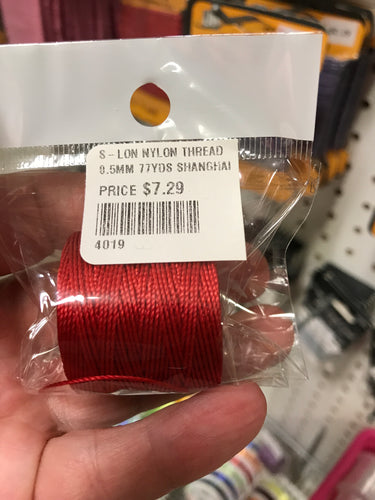 S - LON NYLON THREAD
0.5MM 77YDS SHANGHAI
PRICE $7.29
4019